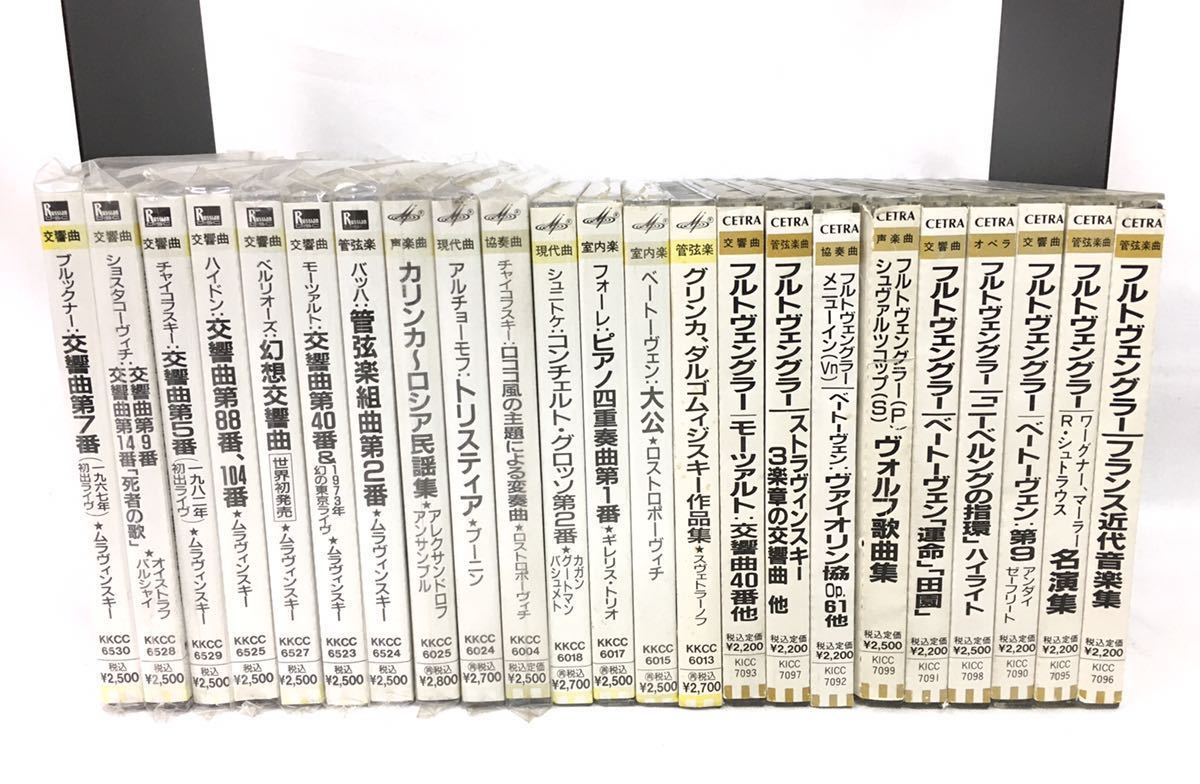 Russian
交響曲
ブルックナー:交響曲第7番
(一九六七年
初出ライヴ)
★ムラヴィンスキー
KKCC
6530
税込
¥2,500
Russian
交響曲
ショスタコーヴィチ:交響曲第9番
交響曲第14番「死者の歌」
★オイストラフ
バルシャイ
KKCC
6528
税込
¥2,500
Russian
交響曲
チャイコフスキー:交響曲第5番
(一九八二年
初出ライヴ)
★ムラヴィンスキー
KKCC
6529
税込
¥2,500
Russian
交響曲
ハイドン:交響曲第88番、104番
★ムラヴィンスキー
KKCC
6525
税込
¥2,500
Russian
交響曲
ベルリオーズ:幻想交響曲
世界初発売
★ムラヴィンスキー
KKCC
6527
税込
¥2,500
Russian
交響曲
モーツァルト:交響曲第40番&
1973年
幻の東京ライヴ
★ムラヴィンスキー
KKCC
6523
税込
¥2,500
Russian
管弦楽
バッハ:管弦楽組曲第2番
★ムラヴィンスキー
KKCC
6524
税込
¥2,500
声楽曲
カリンカ〜ロシア民謡集
★アレクサンドロフ
アンサンブル
KKCC
6025
税込
¥2,800
現代曲
アルチョーモフ:トリスティア
★ブーニン
KKCC
6024
税込
¥2,700
協奏曲
チャイコフスキー:ロココ風の主題による変奏曲
★ロストロポーヴィチ
KKCC
6004
税込定価
¥2,500
現代曲
シュニトケ:コンチェルト・グロッソ第2番
カガン
★グートマン
バシュメト
KKCC
6018
税込
¥2,700
室内楽
フォーレ:ピアノ四重奏曲第1番
★ギレリス・トリオ
KKCC
6017
税込
¥2,500
室内楽
ベートーヴェン:大公
★ロストロポーヴィチ
KKCC
6015
税込
¥2,500
管弦楽
グリンカ、ダルゴムイジスキー作品集
★スヴェトラーノフ
KKCC
6013
税込
¥2,700
CETRA
交響曲
フルトヴェングラー/モーツァルト:交響曲40番他
税込定価
¥2,200
KICC
7093
CETRA
管弦楽曲
フルトヴェングラー/ストラヴィンスキー
3楽章の交響曲 他
税込定価
¥2,200
KICC
7097
CETRA
協奏曲
フルトヴェングラー
メニューイン(Vn)
/ベートーヴェン:ヴァイオリン協Op.61他
税込定価
¥2,200
KICC
7092
CETRA
声楽曲
フルトヴェングラー(P)
シュヴァルツコップ(S)
/ヴォルフ歌曲集
税込定価
¥2,500
KICC
7099
CETRA
交響曲
フルトヴェングラー/ベートーヴェン「運命」「田園」
税込定価
¥2,200
KICC
7091
CETRA
オペラ
フルトヴェングラー/「ニーベルングの指環」ハイライト
税込定価
¥2,500
KICC
7098
CETRA
交響曲
フルトヴェングラー/ベートーヴェン:第9
アンダイ
ゼーフリート
税込定価
¥2,200
KICC
7090
CETRA
管弦楽曲
フルトヴェングラー/
ワーグナー、マーラー
R・シュトラウス
名演集
税込定価
¥2,200
KICC
7095
CETRA
管弦楽曲
フルトヴェングラー/フランス近代音楽集
税込定価
¥2,200
KICC
7096